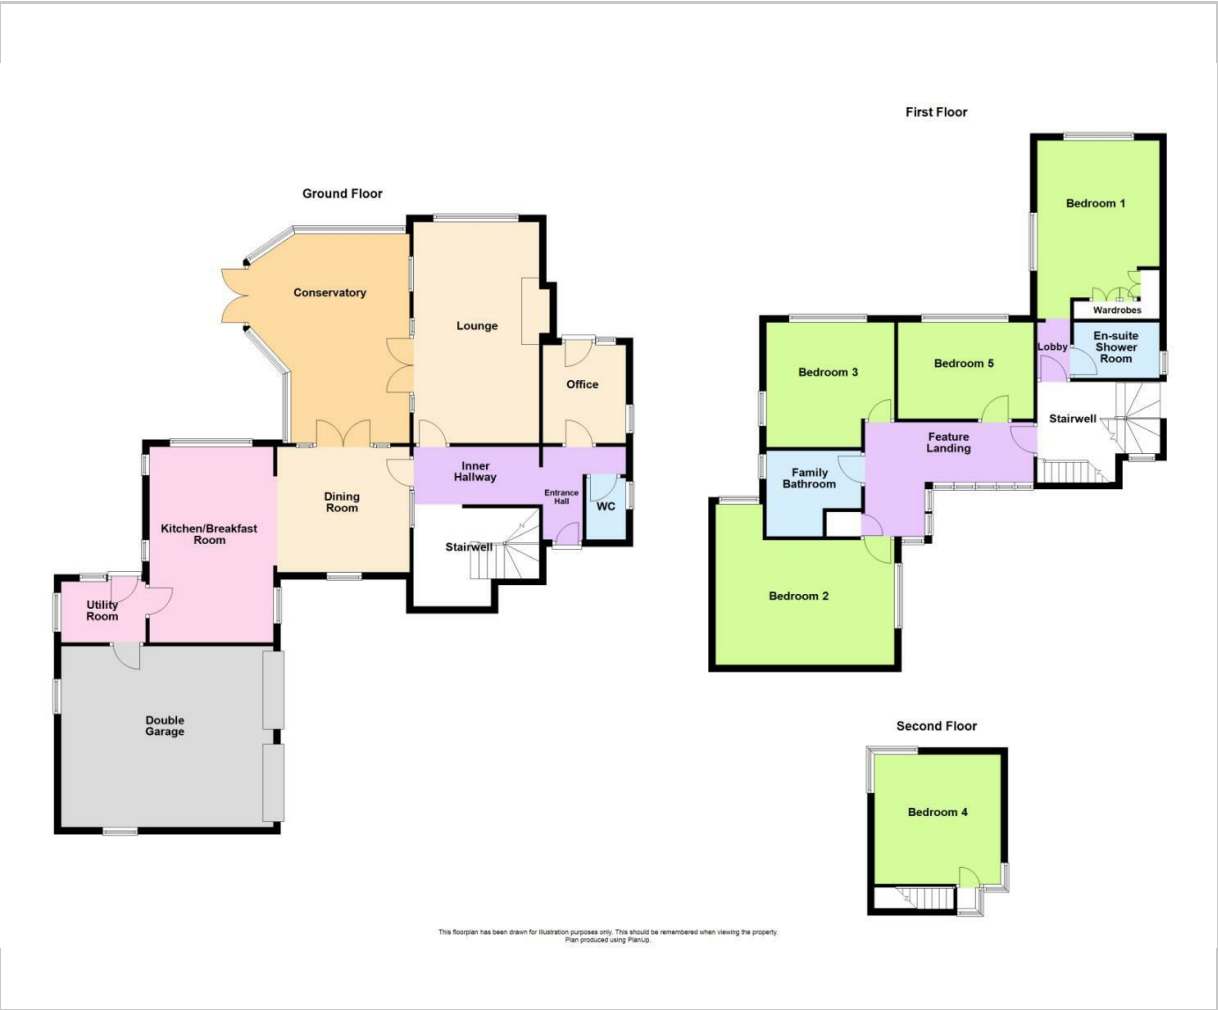 First Floor
Bedroom 1
Wardrobes
Lobby
En-suite
Shower
Room
Bedroom 3
Bedroom 5
Stairwell
Feature
Landing
Family
Bathroom
Bedroom 2
Ground Floor
Conservatory
Lounge
Office
Inner
Hallway
Entrance
Hall
WC
Dining
Room
Kitchen/Breakfast
Room
Stairwell
Utility
Room
Double
Garage
Second Floor
Bedroom 4
This floorplan has been drawn for illustration purposes only. This should be remembered when viewing the property.
Plan produced using PlanUp.